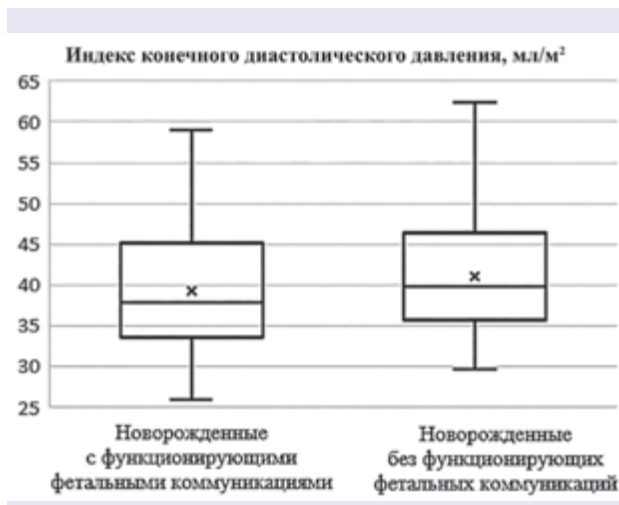 Индекс конечного диастолического давления, мл/м²
65
60
55
50
45
40
35
30
25
Новорожденные
с функционирующими
фетальными коммуникациями
Новорожденные
без функционирующих
фетальных коммуникаций